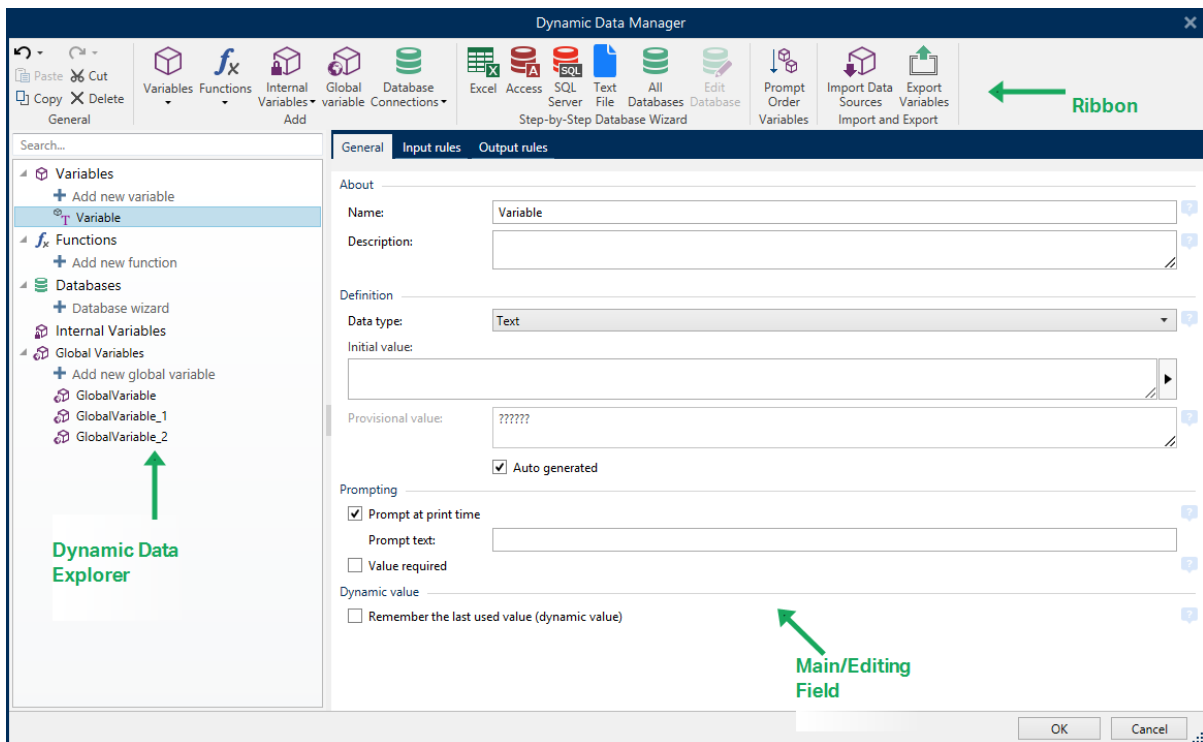 Dynamic Data Manager
Paste Cut
Copy Delete
General
Variables Functions Internal Variables Global variable Database Connections
Add
Excel Access SQL Server Text File All Databases Edit Database
SQL
Step-by-Step Database Wizard
Prompt Order
Variables
Import Data Sources Export Variables
Import and Export
Ribbon
Search...
Variables
Add new variable
Variable
Functions
Add new function
Databases
Database wizard
Internal Variables
Global Variables
Add new global variable
GlobalVariable
GlobalVariable_1
GlobalVariable_2
Dynamic Data
Explorer
General Input rules Output rules
About
Name: Variable
Description:
Definition
Data type: Text
Initial value:
Provisional value: ??????
Auto generated
Prompting
Prompt at print time
Prompt text:
Value required
Dynamic value
Remember the last used value (dynamic value)
Main/Editing
Field
OK Cancel